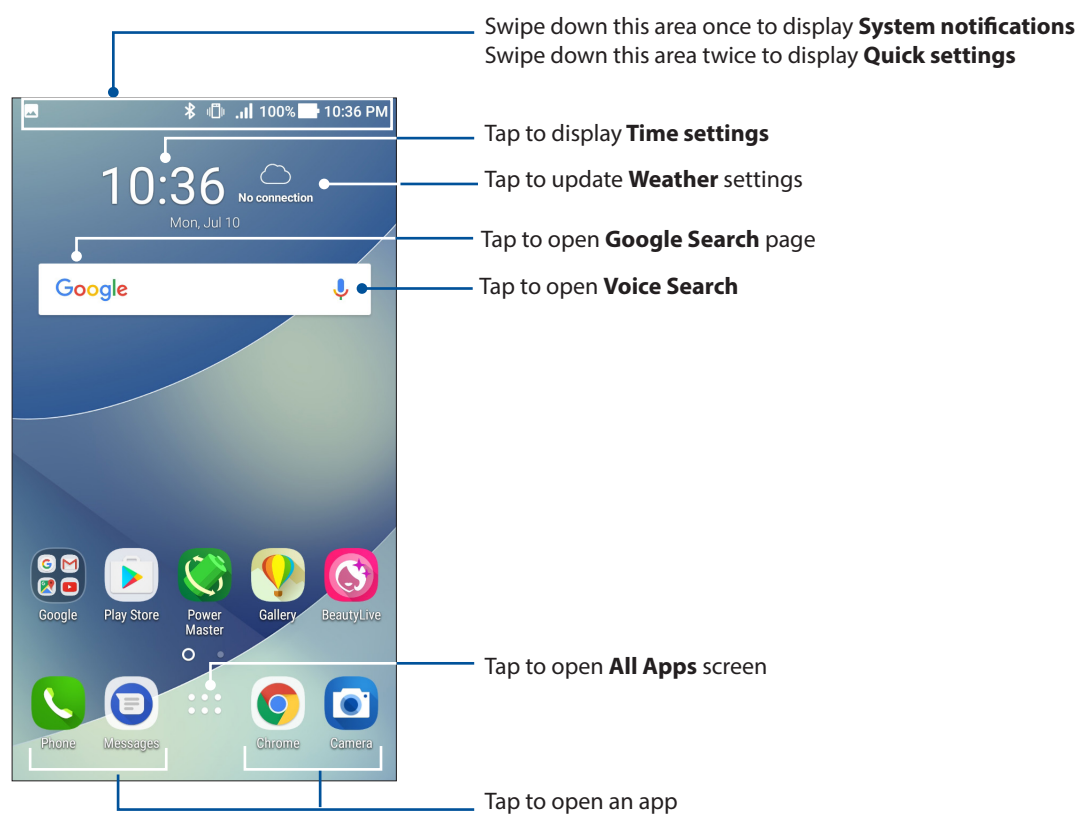 Swipe down this area once to display System notifications
Swipe down this area twice to display Quick settings
100% 10:36 PM
Tap to display Time settings
10:36
No connection
Tap to update Weather settings
Mon, Jul 10
Tap to open Google Search page
Google
Tap to open Voice Search
Google Play Store Power Master Gallery BeautyLive
Tap to open All Apps screen
Phone Messages Chrome Camera
Tap to open an app